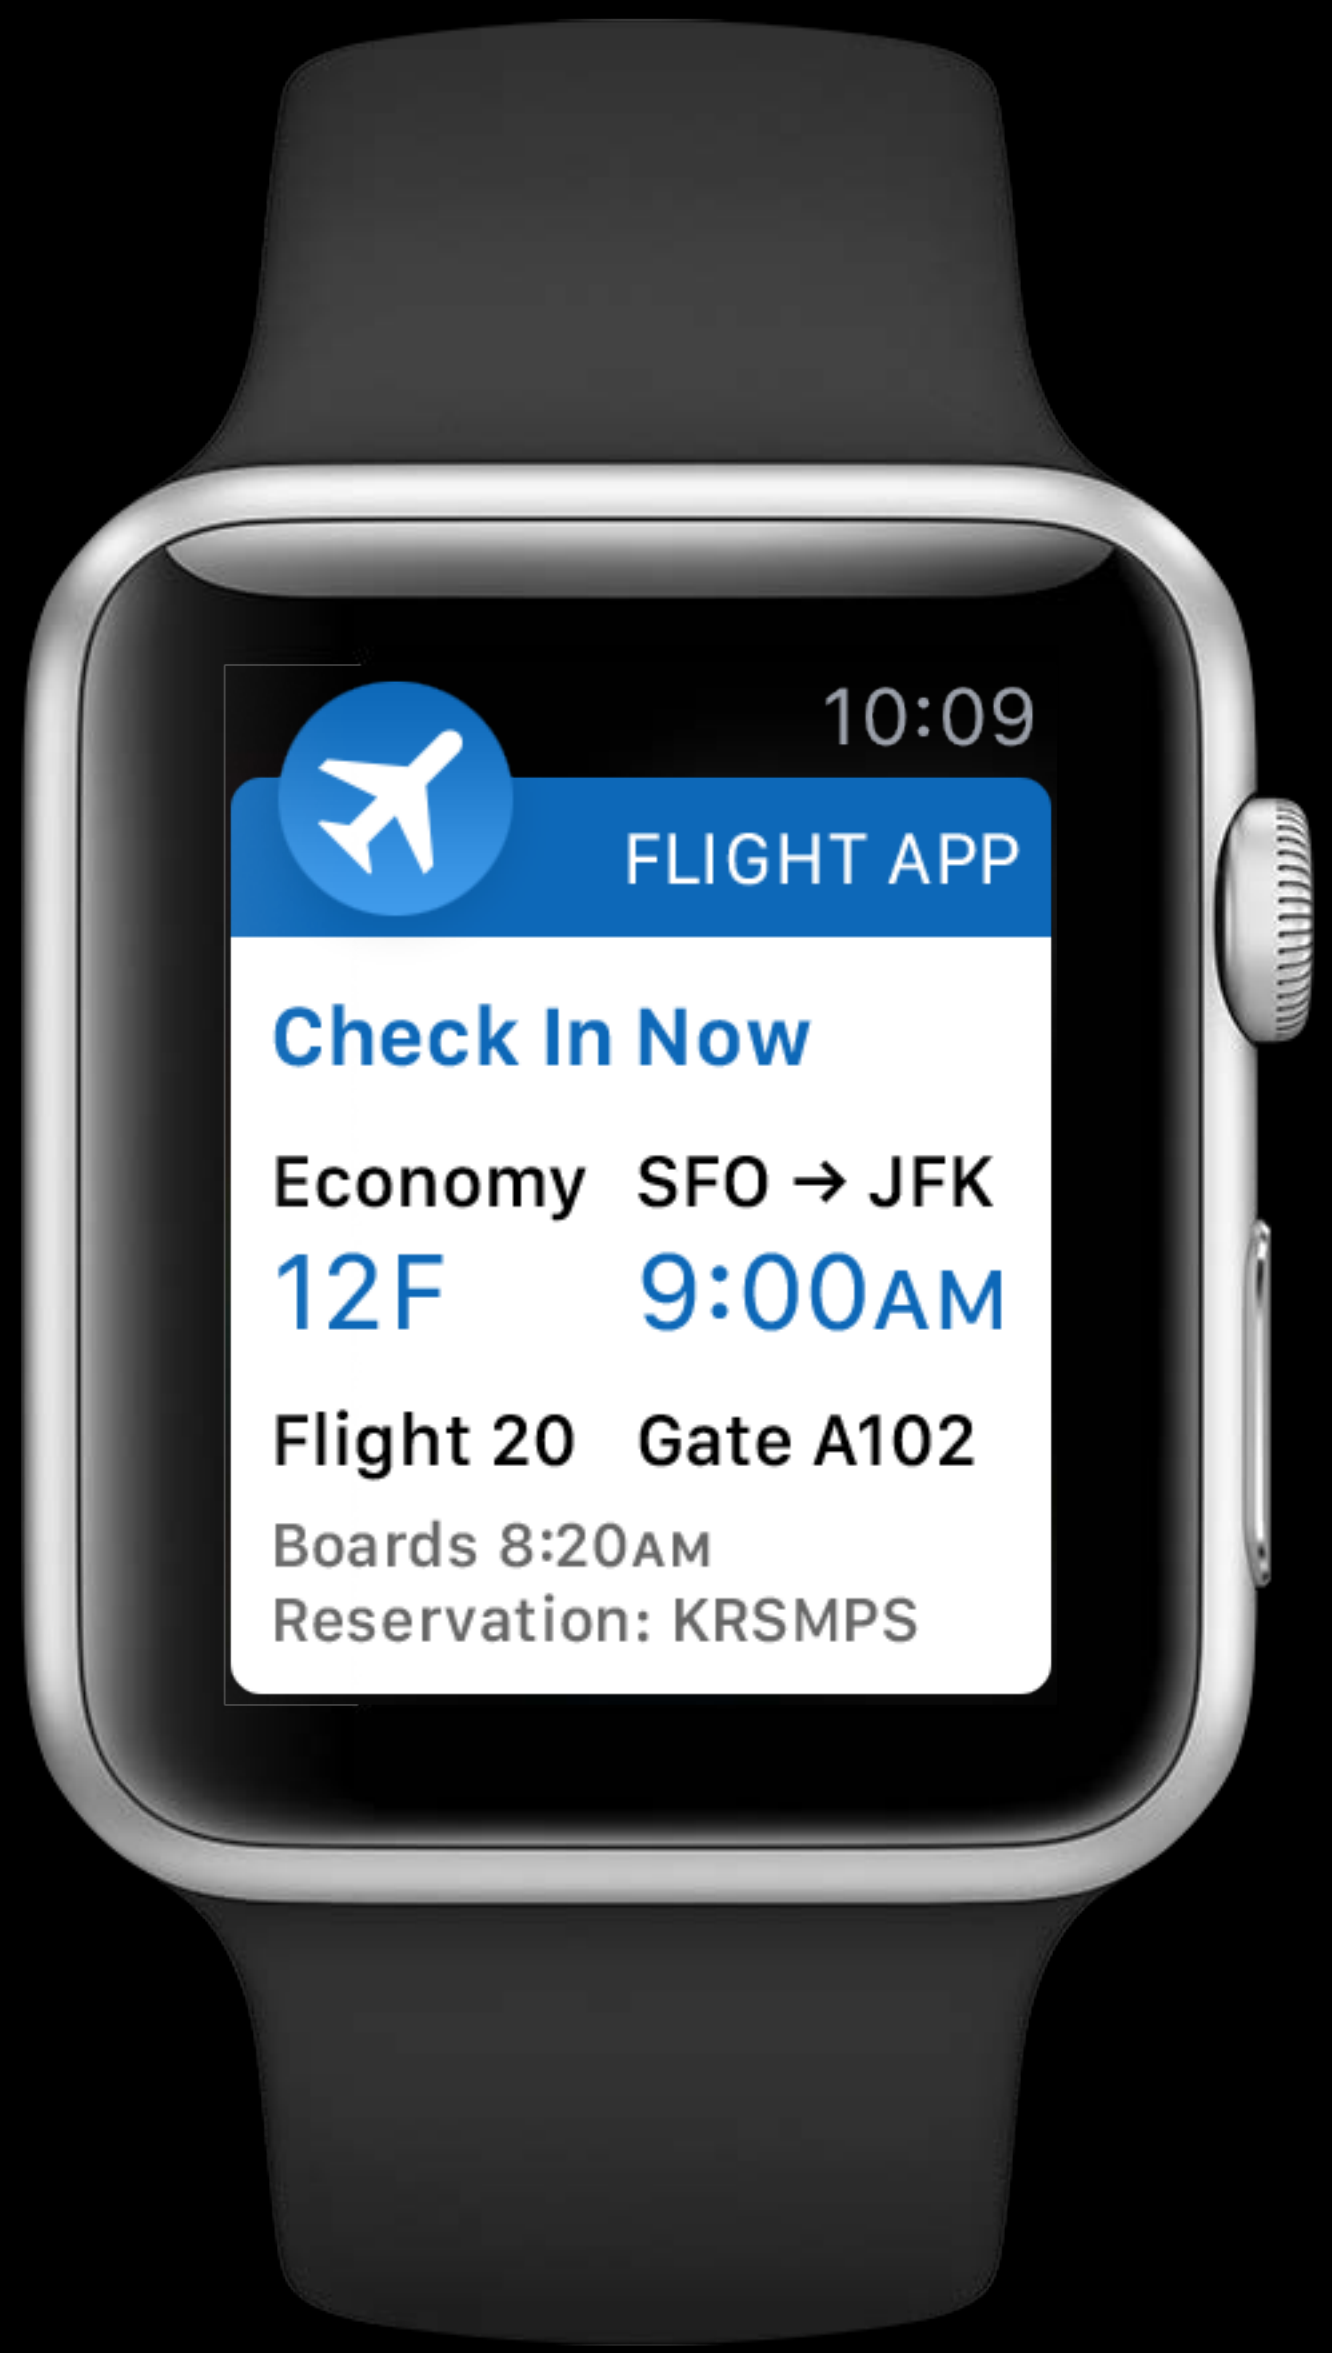 10:09
FLIGHT APP
Check In Now
Economy SFO → JFK
12F 9:00AM
Flight 20 Gate A102
Boards 8:20AM
Reservation: KRSMPS